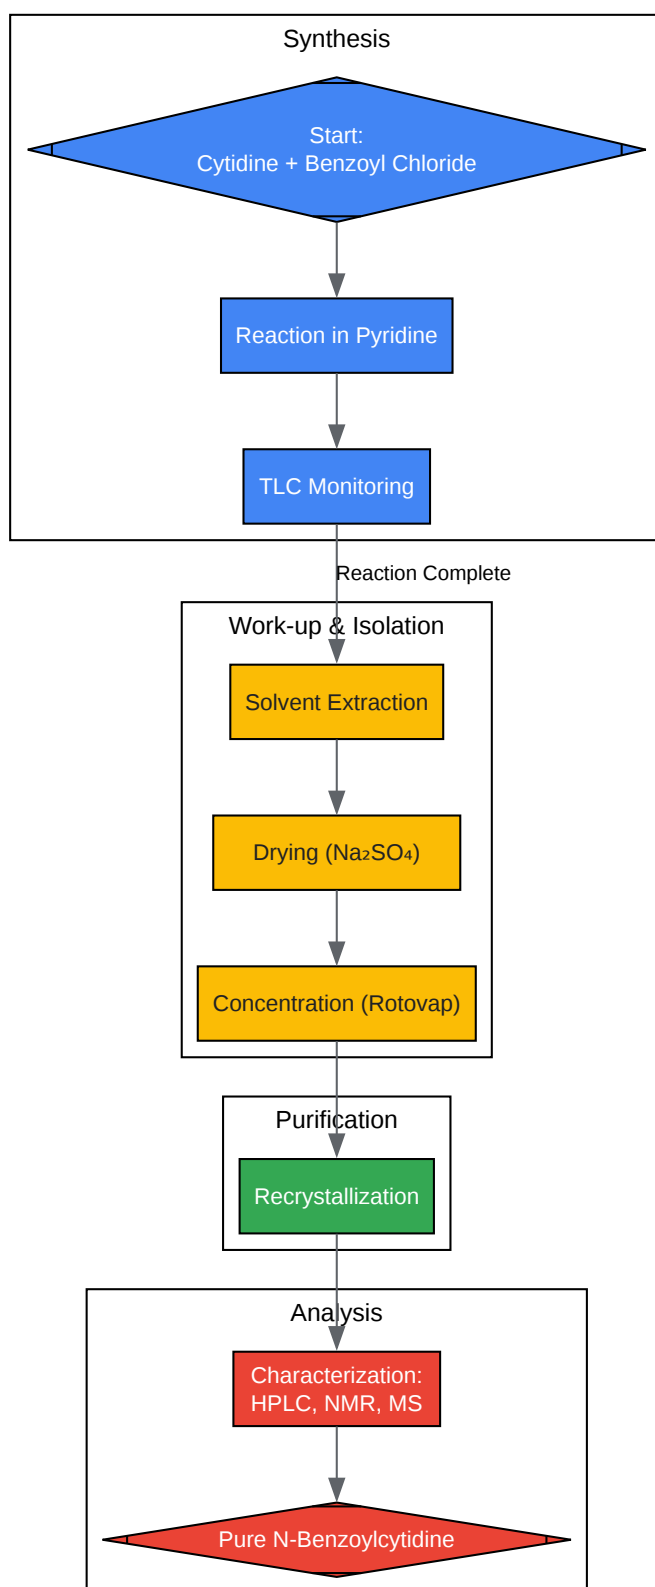 Synthesis
Start:
Cytidine + Benzoyl Chloride
Reaction in Pyridine
TLC Monitoring
Reaction Complete
Work-up & Isolation
Solvent Extraction
Drying (Na₂SO₄)
Concentration (Rotovap)
Purification
Recrystallization
Analysis
Characterization:
HPLC, NMR, MS
Pure N-Benzoylcytidine